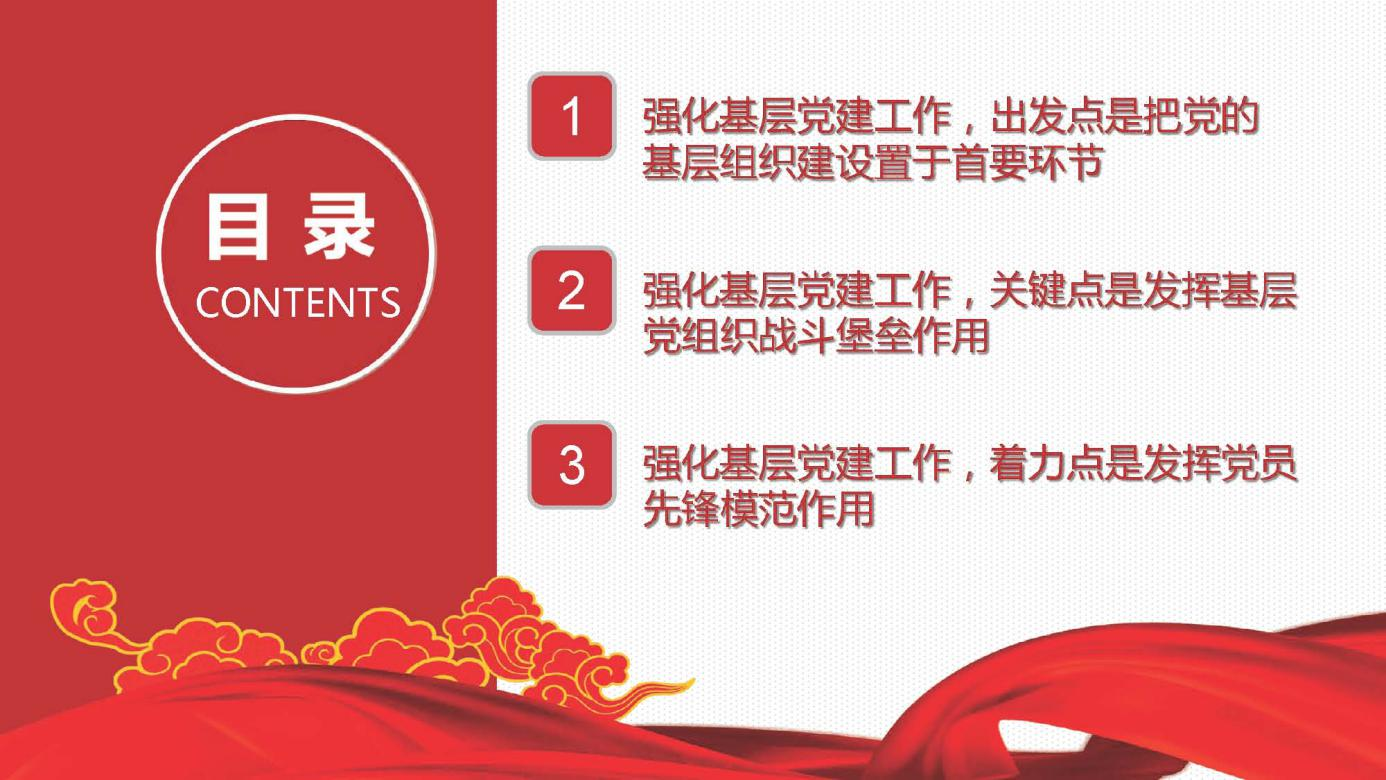 目 录
CONTENTS
1
强化基层党建工作，出发点是把党的
基层组织建设置于首要环节
2
强化基层党建工作，关键点是发挥基层
党组织战斗堡垒作用
3
强化基层党建工作，着力点是发挥党员
先锋模范作用